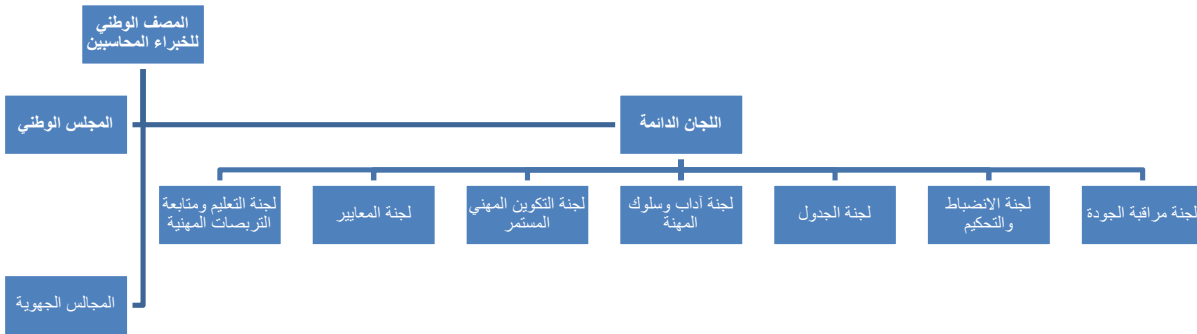 المصف الوطني
للخبراء المحاسبين
المجلس الوطني
اللجان الدائمة
لجنة مراقبة الجودة
لجنة الانضباط
والتحكيم
لجنة الجدول
لجنة آداب وسلوك
المهنة
لجنة التكوين المهني
المستمر
لجنة المعايير
لجنة التعليم ومتابعة
التربصات المهنية
المجالس الجهوية